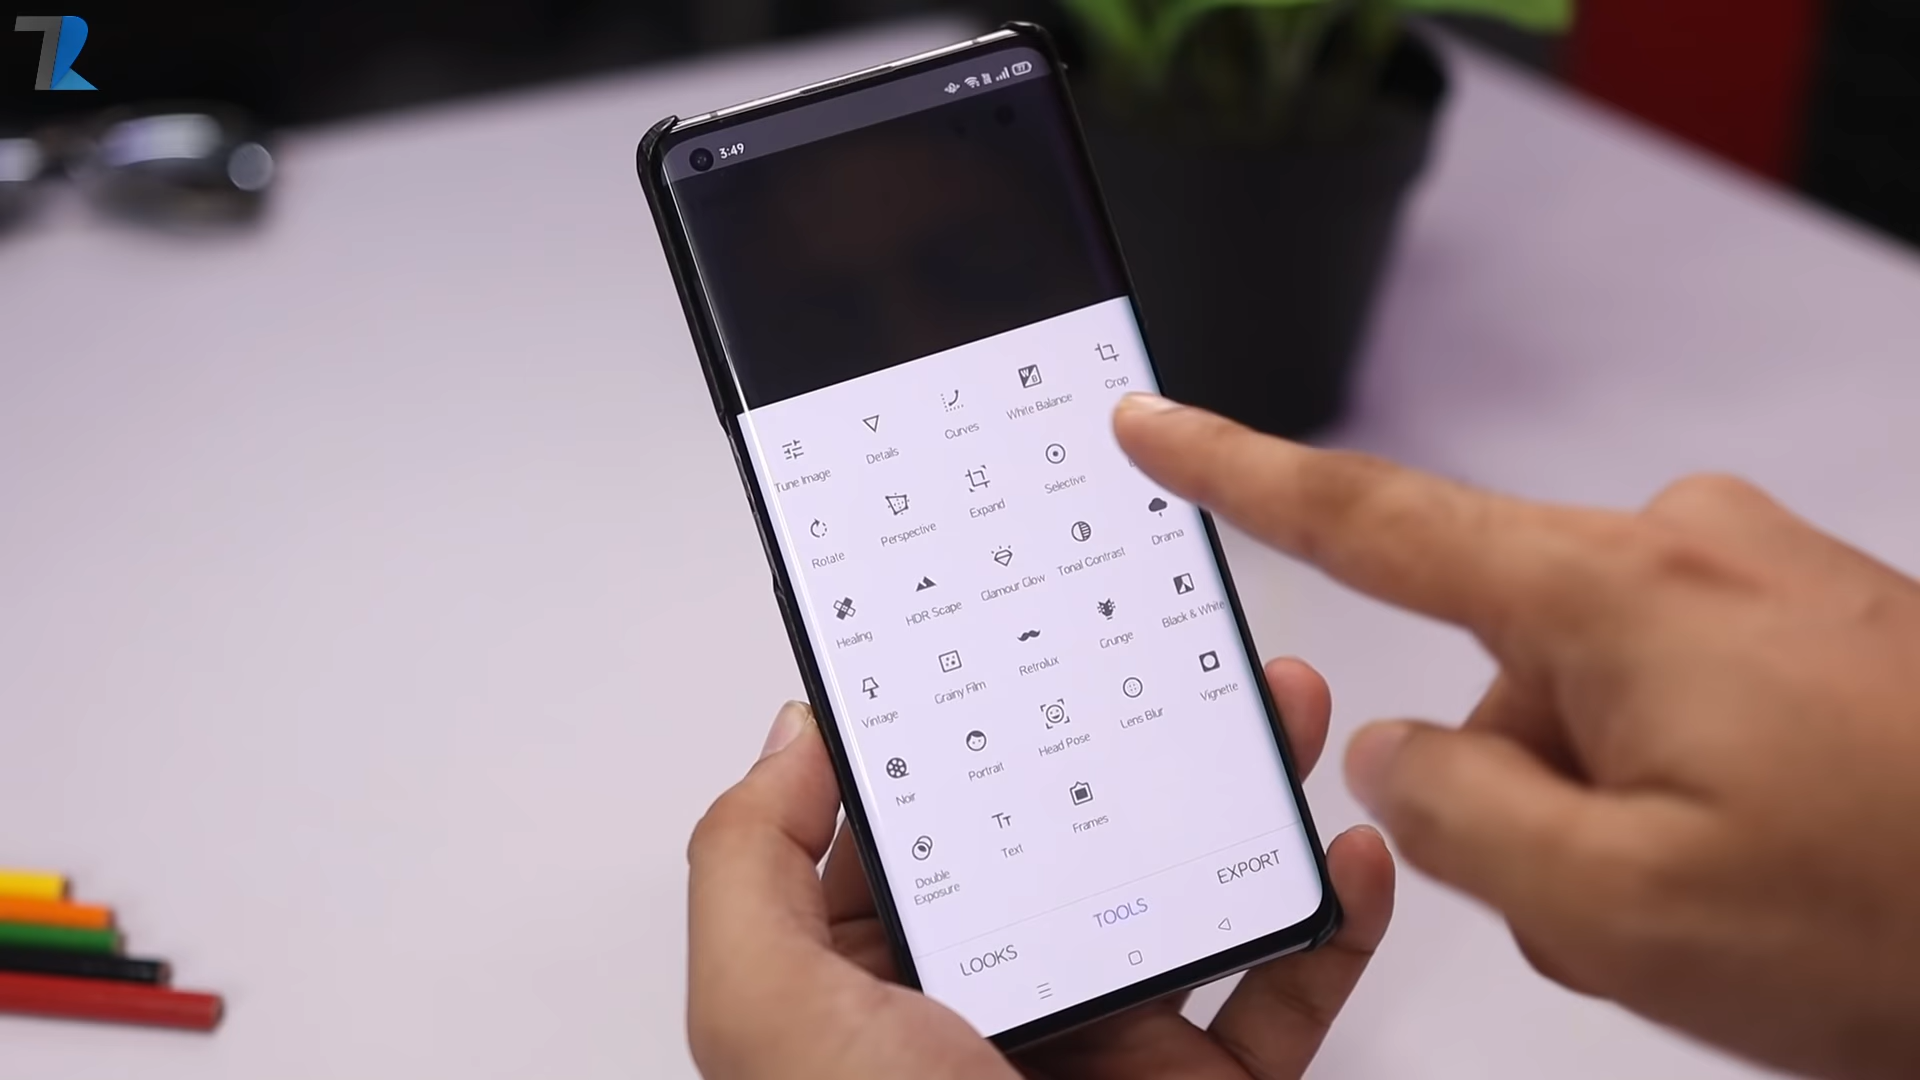 3:49
97
Tune Image
Details
Curves
White Balance
Crop
Rotate
Perspective
Expand
Selective
Healing
HDR Scape
Glamour Glow
Tonal Contrast
Drama
Vintage
Grainy Film
Retrolux
Grunge
Black & White
Noir
Portrait
Head Pose
Lens Blur
Vignette
Double
Exposure
Text
Frames
LOOKS
TOOLS
EXPORT